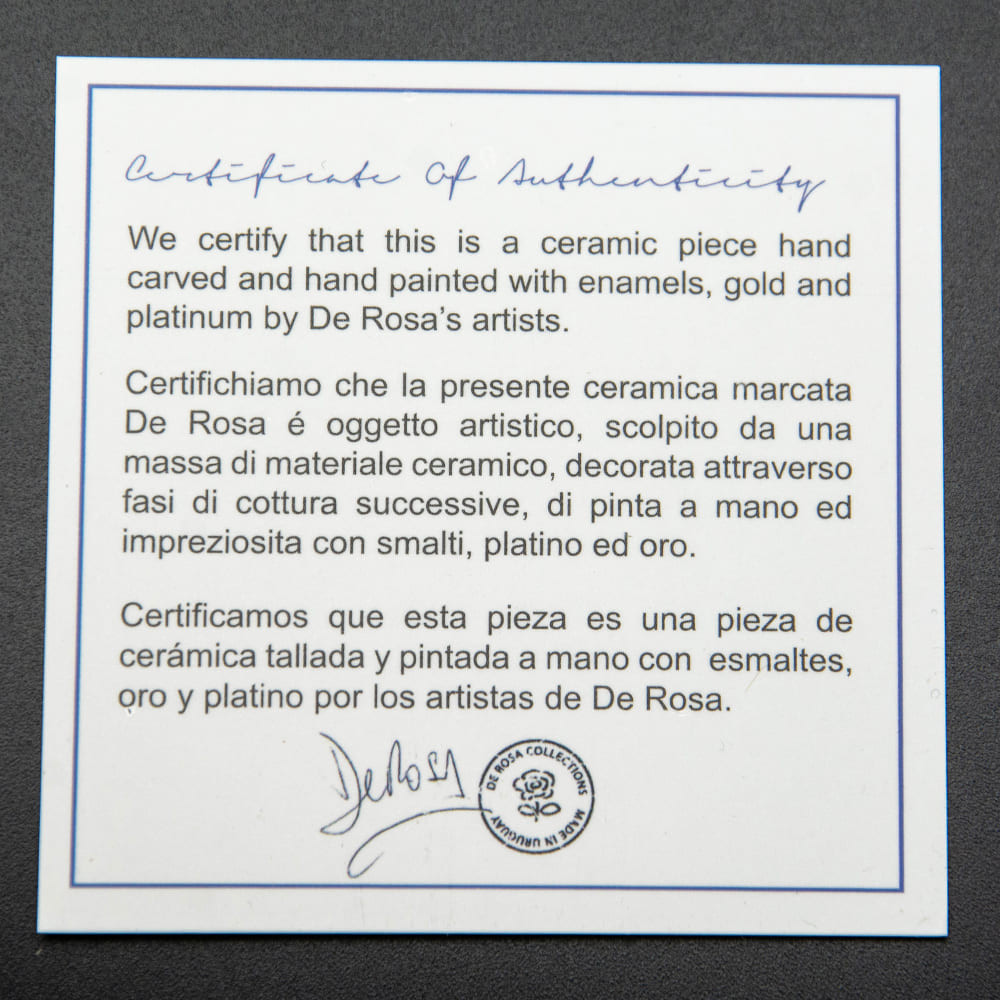 Certificate Of Authenticity
We certify that this is a ceramic piece hand
carved and hand painted with enamels, gold and
platinum by De Rosa's artists.
Certifichiamo che la presente ceramica marcata
De Rosa é oggetto artistico, scolpito da una
massa di materiale ceramico, decorata attraverso
fasi di cottura successive, di pinta a mano ed
impreziosita con smalti, platino ed oro.
Certificamos que esta pieza es una pieza de
cerámica tallada y pintada a mano con esmaltes,
oro y platino por los artistas de De Rosa.
DeRosa
DE ROSA COLLECTIONS
MADE IN URUGUAY